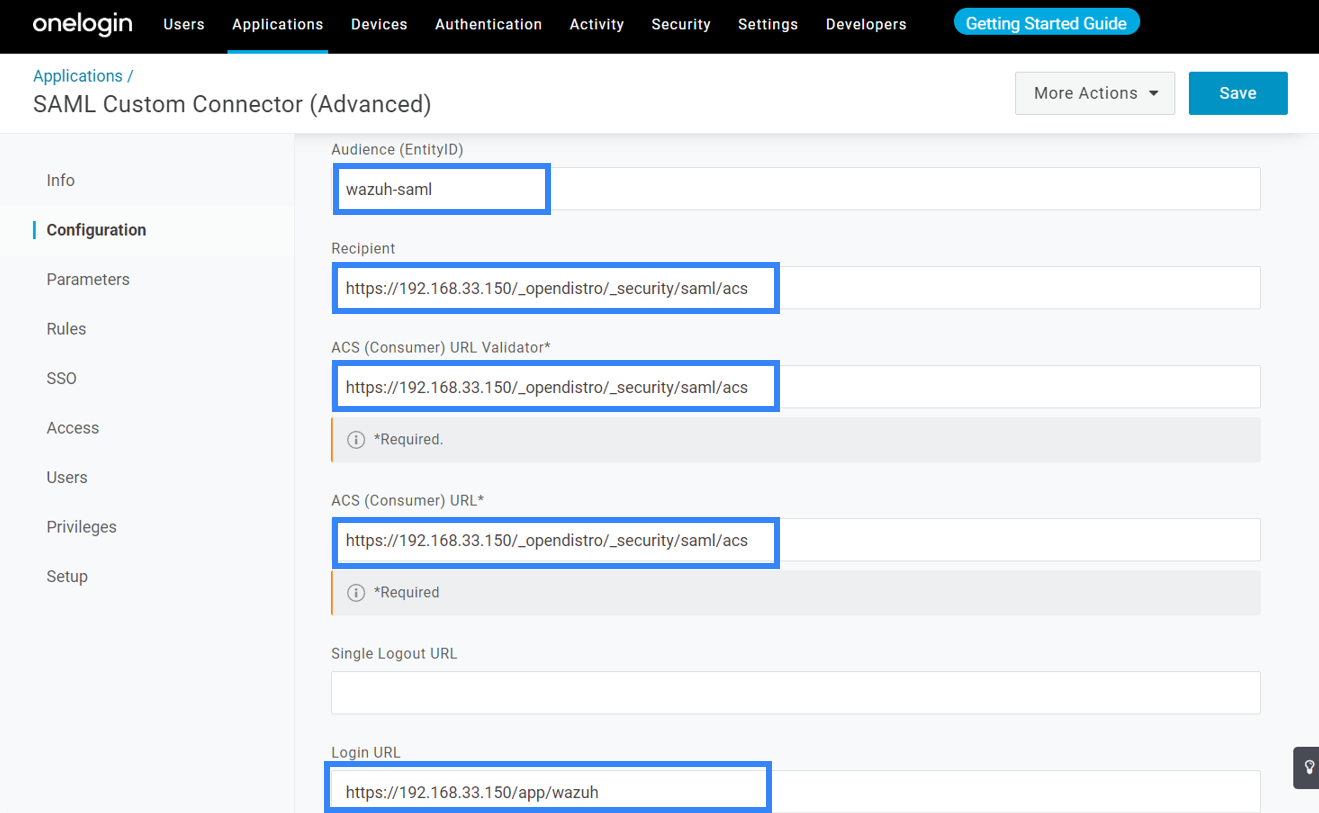 onelogin Users Applications Devices Authentication Activity Security Settings Developers Getting Started Guide
Applications /
SAML Custom Connector (Advanced)
More Actions
Save
Info
Configuration
Parameters
Rules
SSO
Access
Users
Privileges
Setup
Audience (EntityID)
wazuh-saml
Recipient
https://192.168.33.150/_opendistro/_security/saml/acs
ACS (Consumer) URL Validator*
https://192.168.33.150/_opendistro/_security/saml/acs
*Required.
ACS (Consumer) URL*
https://192.168.33.150/_opendistro/_security/saml/acs
*Required
Single Logout URL
Login URL
https://192.168.33.150/app/wazuh